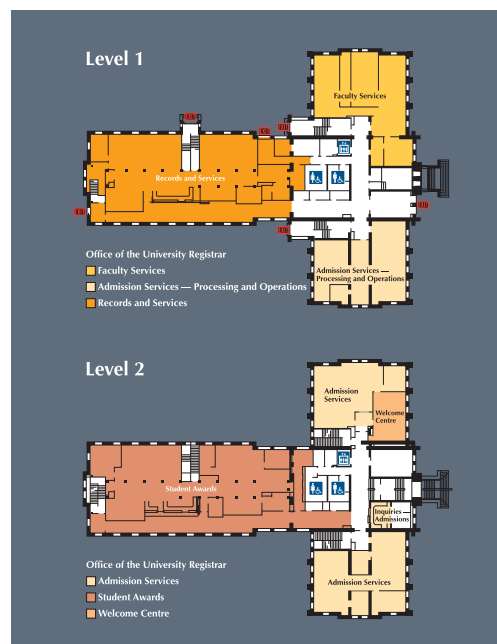 Level 1
Faculty Services
Records and Services
Admission Services —
Processing and Operations
Office of the University Registrar
Faculty Services
Admission Services — Processing and Operations
Records and Services
Level 2
Admission
Services
Welcome
Centre
Student Awards
Inquiries —
Admissions
Admission Services
Office of the University Registrar
Admission Services
Student Awards
Welcome Centre